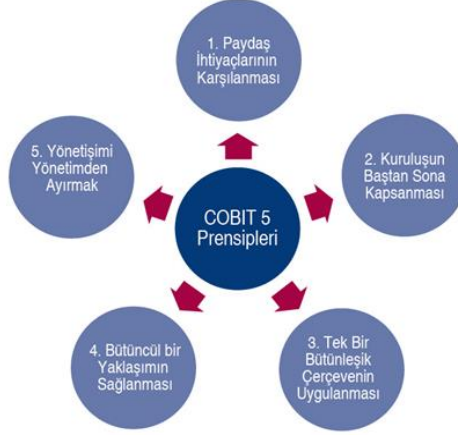 1. Paydaş
İhtiyaçlarının
Karşılanması
2. Kuruluşun
Baştan Sona
Kapsanması
3. Tek Bir
Bütünleşik
Çerçevenin
Uygulanması
4. Bütüncül bir
Yaklaşımın
Sağlanması
5. Yönetişimi
Yönetimden
Ayırmak
COBIT 5
Prensipleri